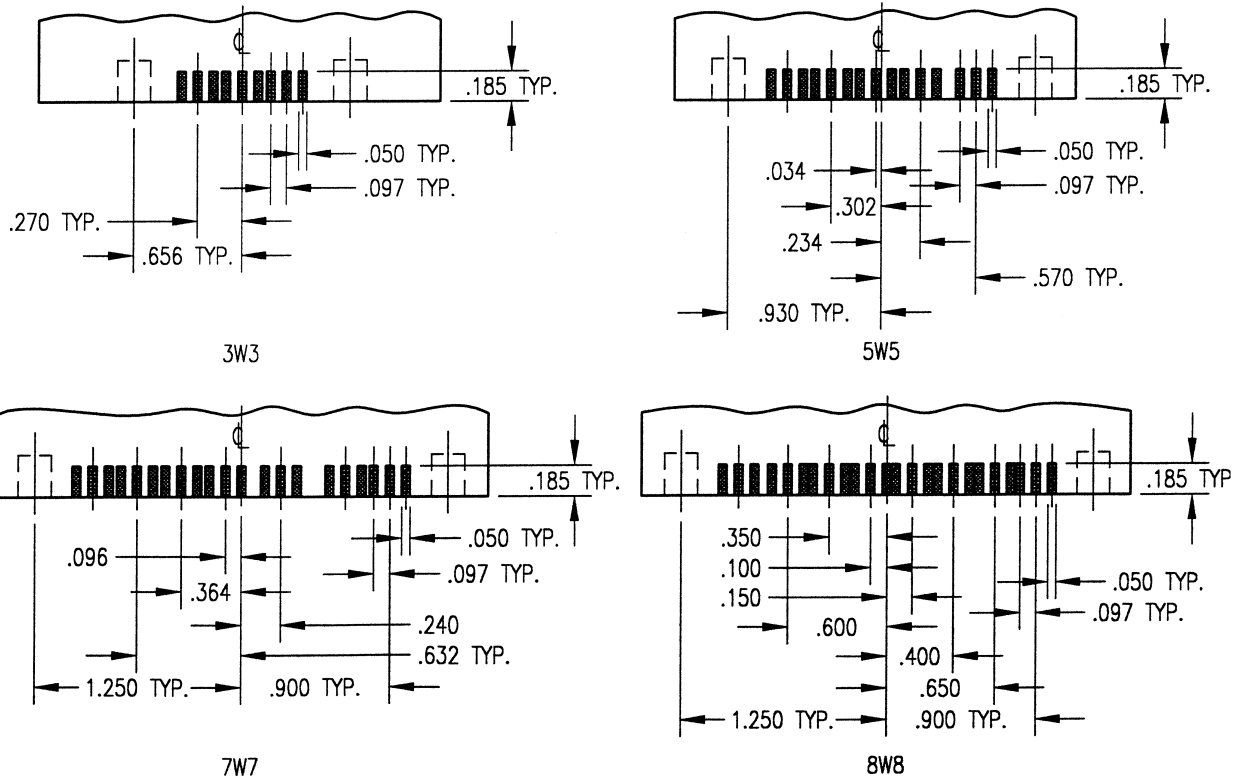 ℄
.185 TYP.
.050 TYP.
.097 TYP.
.270 TYP.
.656 TYP.
3W3
℄
.185 TYP.
.050 TYP.
.034
.097 TYP.
.302
.234
.570 TYP.
.930 TYP.
5W5
℄
.185 TYP.
.050 TYP.
.096
.097 TYP.
.364
.240
.632 TYP.
1.250 TYP.
.900 TYP.
7W7
℄
.185 TYP
.350
.100
.050 TYP.
.150
.097 TYP.
.600
.400
.650
1.250 TYP.
.900 TYP.
8W8